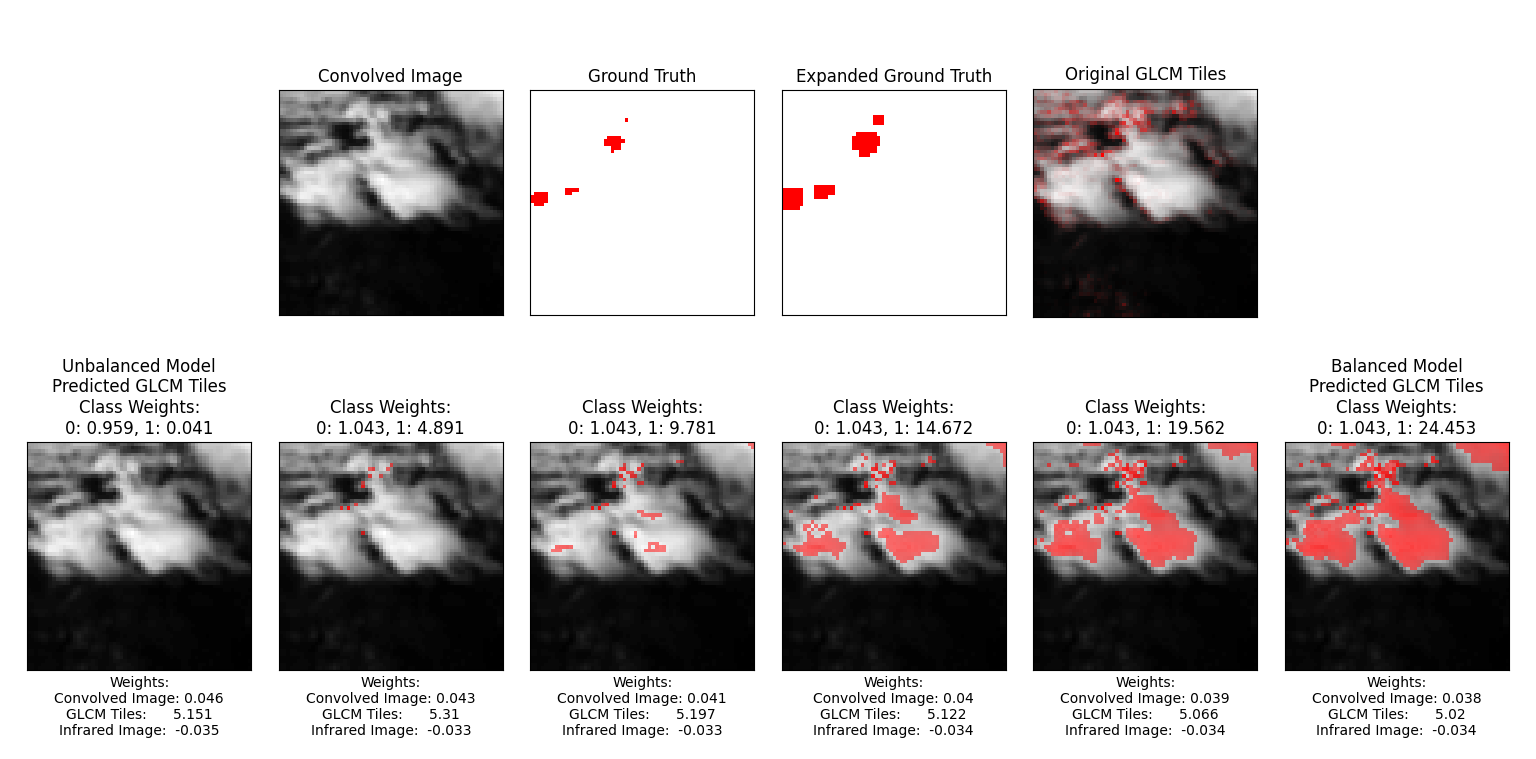 Convolved Image
Ground Truth
Expanded Ground Truth
Original GLCM Tiles
Unbalanced Model
Predicted GLCM Tiles
Class Weights:
0: 0.959, 1: 0.041
Class Weights:
0: 1.043, 1: 4.891
Class Weights:
0: 1.043, 1: 9.781
Class Weights:
0: 1.043, 1: 14.672
Class Weights:
0: 1.043, 1: 19.562
Balanced Model
Predicted GLCM Tiles
Class Weights:
0: 1.043, 1: 24.453
Weights:
Convolved Image: 0.046
GLCM Tiles: 5.151
Infrared Image: -0.035
Weights:
Convolved Image: 0.043
GLCM Tiles: 5.31
Infrared Image: -0.033
Weights:
Convolved Image: 0.041
GLCM Tiles: 5.197
Infrared Image: -0.033
Weights:
Convolved Image: 0.04
GLCM Tiles: 5.122
Infrared Image: -0.034
Weights:
Convolved Image: 0.039
GLCM Tiles: 5.066
Infrared Image: -0.034
Weights:
Convolved Image: 0.038
GLCM Tiles: 5.02
Infrared Image: -0.034